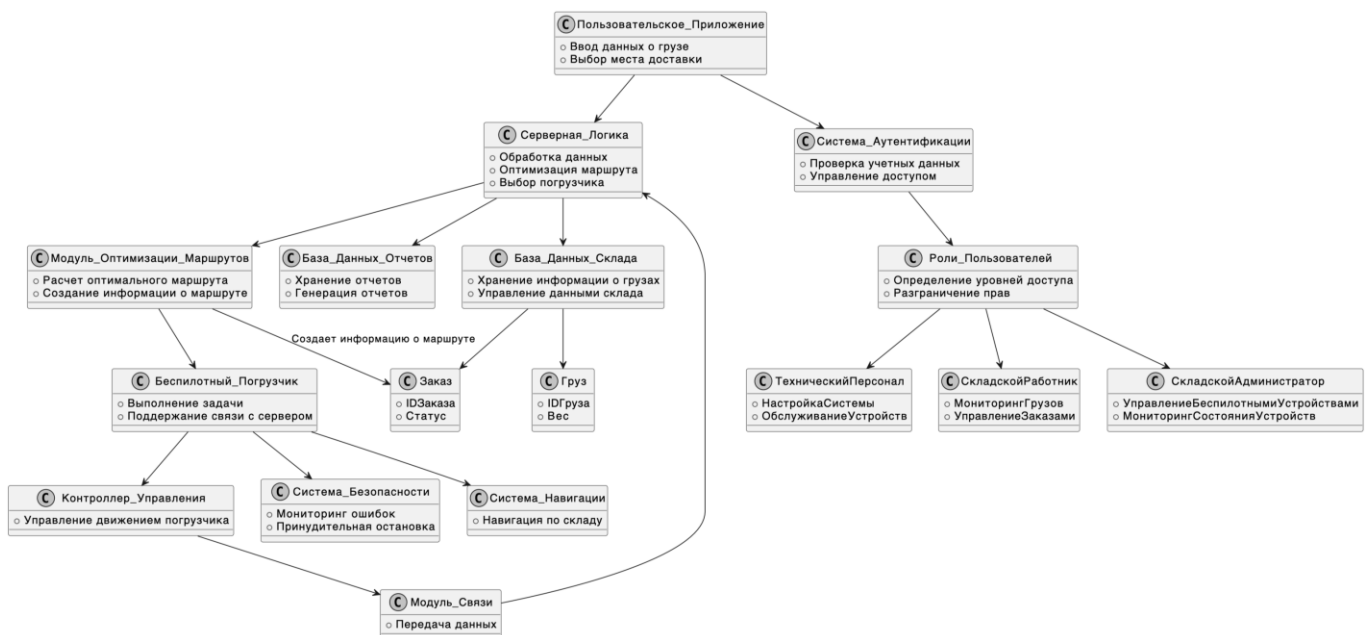 C Пользовательское_Приложение
Ввод данных о грузе
Выбор места доставки
C Серверная_Логика
Обработка данных
Оптимизация маршрута
Выбор погрузчика
C Система_Аутентификации
Проверка учетных данных
Управление доступом
C Модуль_Оптимизации_Маршрутов
Расчет оптимального маршрута
Создание информации о маршруте
C База_Данных_Отчетов
Хранение отчетов
Генерация отчетов
C База_Данных_Склада
Хранение информации о грузах
Управление данными склада
C Роли_Пользователей
Определение уровней доступа
Разграничение прав
Создает информацию о маршруте
C Беспилотный_Погрузчик
Выполнение задачи
Поддержание связи с сервером
C Заказ
IDЗаказа
Статус
C Груз
IDГруза
Вес
C ТехническийПерсонал
НастройкаСистемы
ОбслуживаниеУстройств
C СкладскойРаботник
МониторингГрузов
УправлениеЗаказами
C СкладскойАдминистратор
УправлениеБеспилотнымиУстройствами
МониторингСостоянияУстройств
C Контроллер_Управления
Управление движением погрузчика
C Система_Безопасности
Мониторинг ошибок
Принудительная остановка
C Система_Навигации
Навигация по складу
C Модуль_Связи
Передача данных